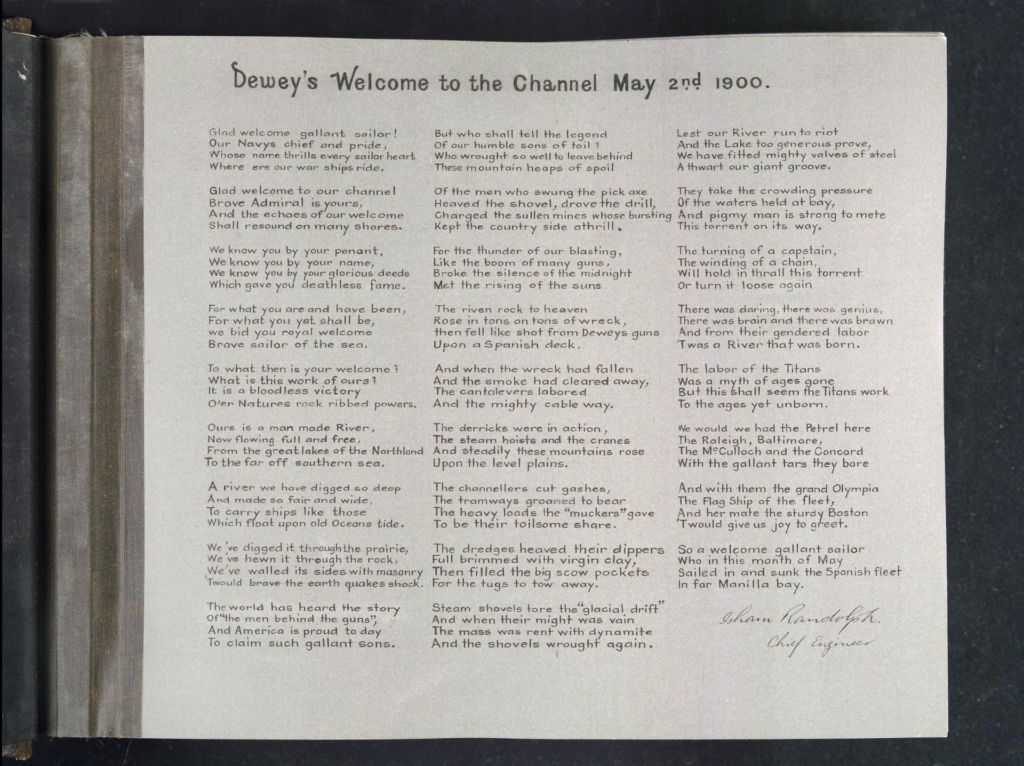 Dewey's Welcome to the Channel May 2nd 1900.
Glad welcome gallant sailor!
Our Navys chief and pride,
Whose name thrills every sailor heart
Where ere our war ships ride.
Glad welcome to our channel
Brave Admiral is yours,
And the echoes of our welcome
Shall resound on many shores.
We know you by your penant,
We know you by your name,
We know you by your glorious deeds
Which gave you deathless fame.
For what you are and have been,
For what you yet shall be,
we bid you royal welcome
Brave sailor of the sea.
To what then is your welcome?
What is this work of ours?
It is a bloodless victory
O'er Natures rock ribbed powers.
Ours is a man made River,
Now flowing full and free,
From the great lakes of the Northland
To the far off southern sea.
A river we have digged so deep
And made so fair and wide,
To carry ships like those
Which float upon old Oceans tide.
We've digged it through the prairie,
We've hewn it through the rock,
We've walled its sides with masonry
'Twould brave the earth quakes shock.
The world has heard the story
Of "the men behind the guns",
And America is proud to day
To claim such gallant sons.
But who shall tell the legend
Of our humble sons of toil?
Who wrought so well to leave behind
These mountain heaps of spoil
Of the men who swung the pick axe
Heaved the shovel, drove the drill,
Charged the sullen mines whose bursting
Kept the country side athrill.
For the thunder of our blasting,
Like the boom of many guns,
Broke the silence of the midnight
Met the rising of the suns
The riven rock to heaven
Rose in tons on tons of wreck,
then fell like shot from Deweys guns
Upon a Spanish deck.
And when the wreck had fallen
And the smoke had cleared away,
The cantalevers labored
And the mighty cable way.
The derricks were in action,
The steam hoists and the cranes
And steadily these mountains rose
Upon the level plains.
The channellers cut gashes,
The tramways groaned to bear
The heavy loads the "muckers" gave
To be their toilsome share.
The dredges heaved their dippers
Full brimmed with virgin clay,
Then filled the big scow pockets
For the tugs to tow away.
Steam shovels tore the "glacial drift"
And when their might was vain
The mass was rent with dynamite
And the shovels wrought again.
Lest our River run to riot
And the Lake too generous prove,
We have fitted mighty valves of steel
A thwart our giant groove.
They take the crowding pressure
Of the waters held at bay,
And pigmy man is strong to mete
This torrent on its way.
The turning of a capstain,
The winding of a chain,
Will hold in thrall this torrent
Or turn it loose again
There was daring, there was genius,
There was brain and there was brawn
And from their gendered labor
'Twas a River that was born.
The labor of the Titans
Was a myth of ages gone
But this shall seem the Titans work
To the ages yet unborn.
We would we had the Petrel here
The Raleigh, Baltimore,
The McCulloch and the Concord
With the gallant tars they bore
And with them the grand Olympia
The Flag Ship of the fleet,
And her mate the sturdy Boston
'Twould give us joy to greet.
So a welcome gallant sailor
Who in this month of May
Sailed in and sunk the Spanish fleet
In far Manilla bay.
Isham Randolph,
Chief Engineer